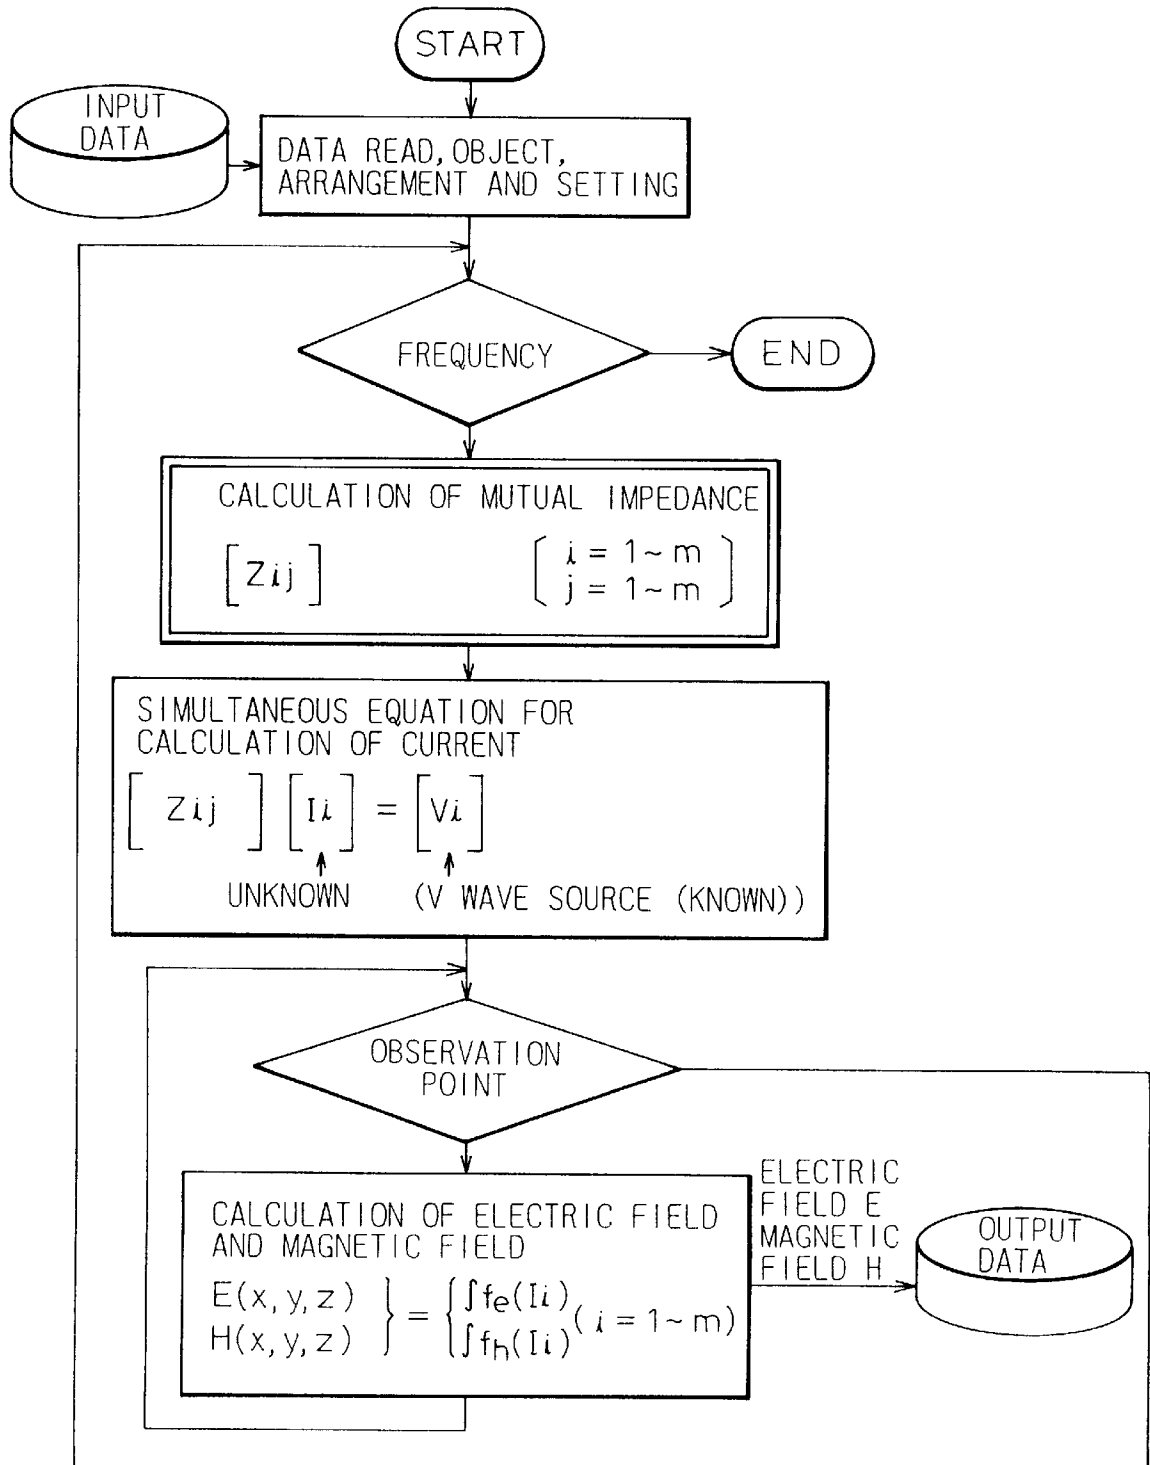 START
INPUT
DATA
DATA READ, OBJECT,
ARRANGEMENT AND SETTING
FREQUENCY
END
CALCULATION OF MUTUAL IMPEDANCE
[Zij] [i = 1~m
j = 1~m]
SIMULTANEOUS EQUATION FOR
CALCULATION OF CURRENT
[Zij] [Ii] = [Vi]
UNKNOWN (V WAVE SOURCE (KNOWN))
OBSERVATION
POINT
CALCULATION OF ELECTRIC FIELD
AND MAGNETIC FIELD
E(x, y, z) } = { ∫fe(Ii) (i = 1~m)
H(x, y, z) ∫fh(Ii)
ELECTRIC
FIELD E
MAGNETIC
FIELD H
OUTPUT
DATA